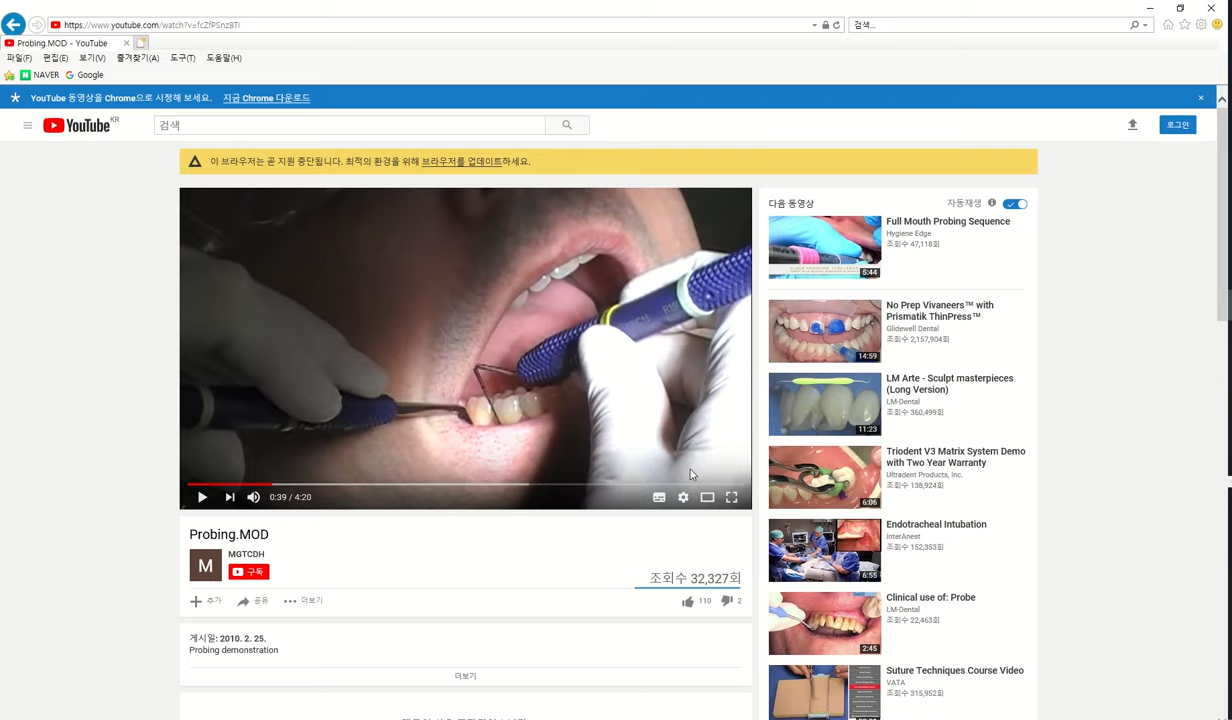 https://www.youtube.com/watch?v=fcZfPSnzBTI
검색...
Probing.MOD - YouTube
파일(F) 편집(E) 보기(V) 즐겨찾기(A) 도구(T) 도움말(H)
NAVER Google
YouTube 동영상을 Chrome으로 시청해 보세요. 지금 Chrome 다운로드
YouTube KR
검색
로그인
이 브라우저는 곧 지원 중단됩니다. 최적의 환경을 위해 브라우저를 업데이트하세요.
0:39 / 4:20
Probing.MOD
M
MGTCDH
구독
조회수 32,327회
추가 공유 더보기
110 2
게시일: 2010. 2. 25.
Probing demonstration
더보기
다음 동영상 자동재생
5:44
Full Mouth Probing Sequence
Hygiene Edge
조회수 47,118회
14:59
No Prep Vivaneers™ with
Prismatik ThinPress™
Glidewell Dental
조회수 2,157,904회
11:23
LM Arte - Sculpt masterpieces
(Long Version)
LM-Dental
조회수 360,499회
6:06
Triodent V3 Matrix System Demo
with Two Year Warranty
Ultradent Products, Inc.
조회수 138,924회
6:55
Endotracheal Intubation
InterAnest
조회수 152,353회
2:45
Clinical use of: Probe
LM-Dental
조회수 22,463회
Suture Techniques Course Video
VATA
조회수 315,952회